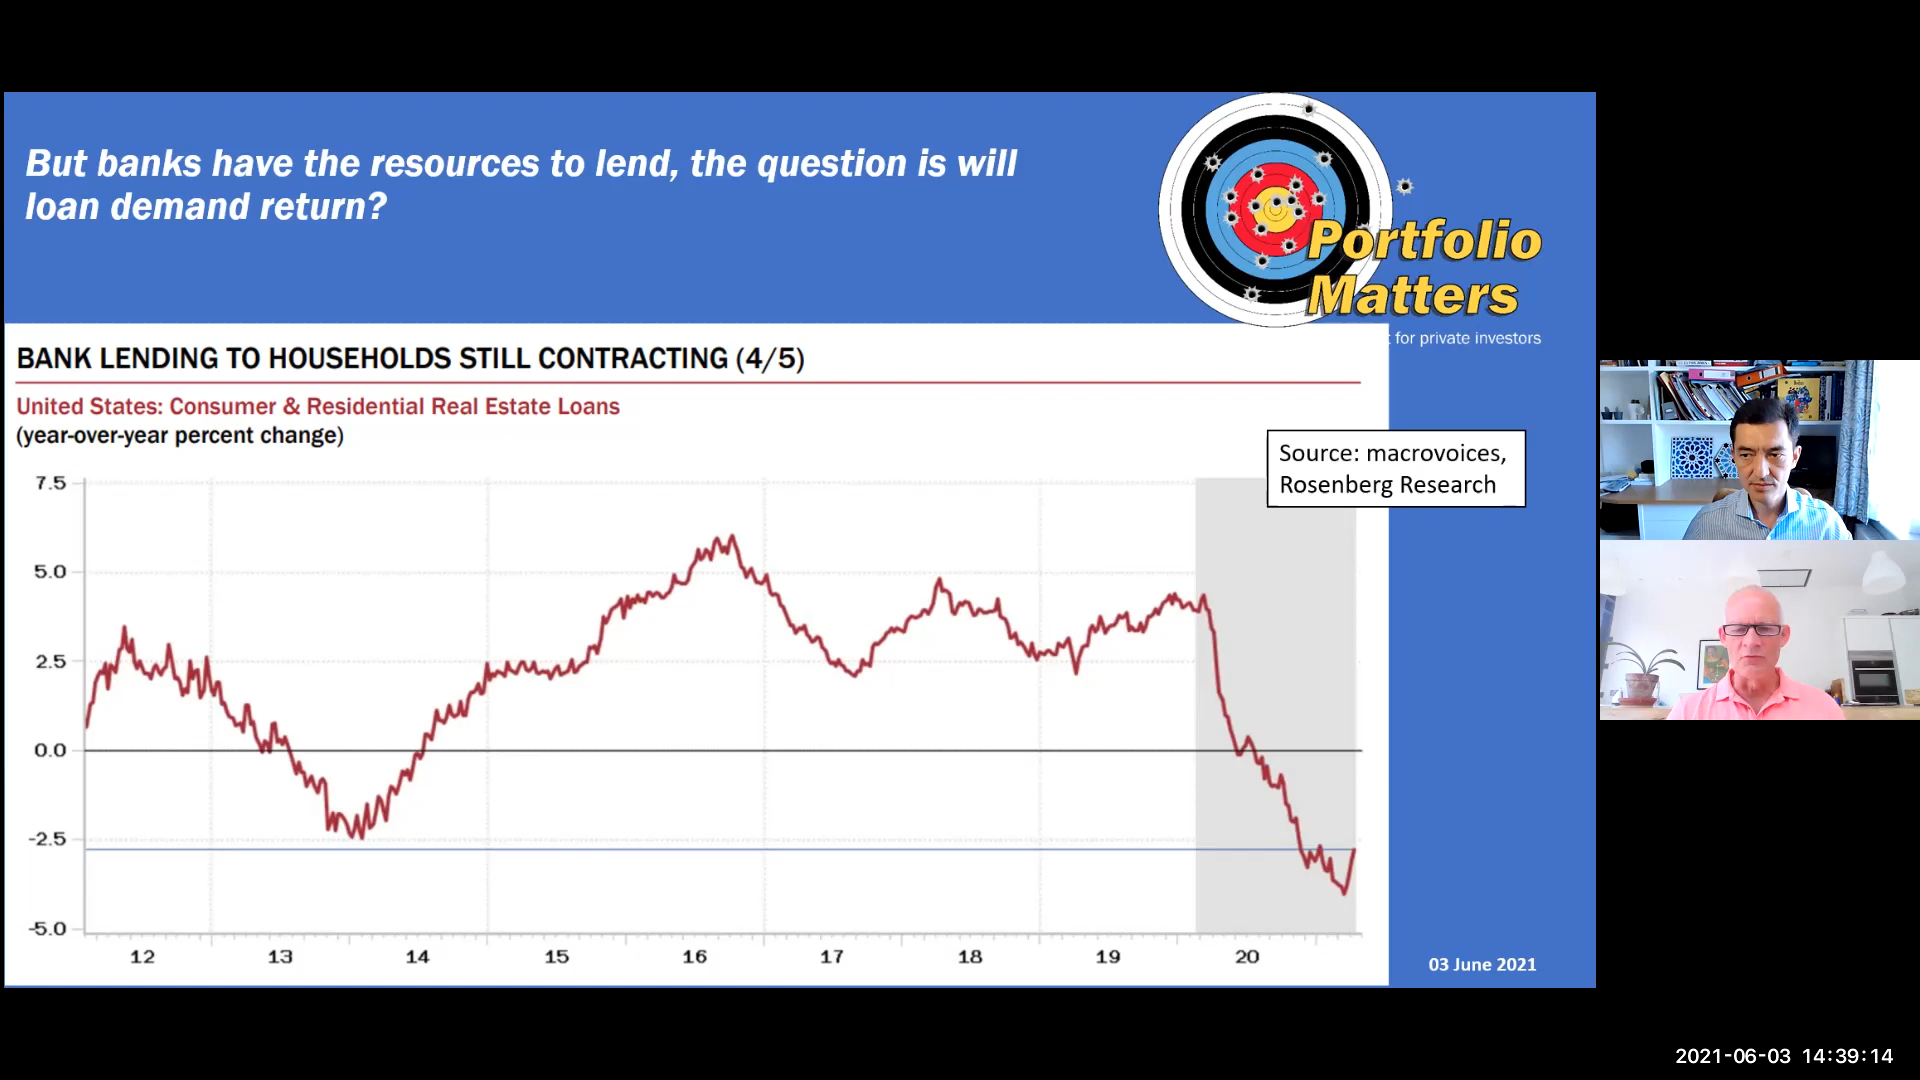 But banks have the resources to lend, the question is will
loan demand return?
Portfolio
Matters
for private investors
BANK LENDING TO HOUSEHOLDS STILL CONTRACTING (4/5)
United States: Consumer & Residential Real Estate Loans
(year-over-year percent change)
Source: macrovoices,
Rosenberg Research
7.5
5.0
2.5
0.0
-2.5
-5.0
12 13 14 15 16 17 18 19 20
03 June 2021
2021-06-03 14:39:14